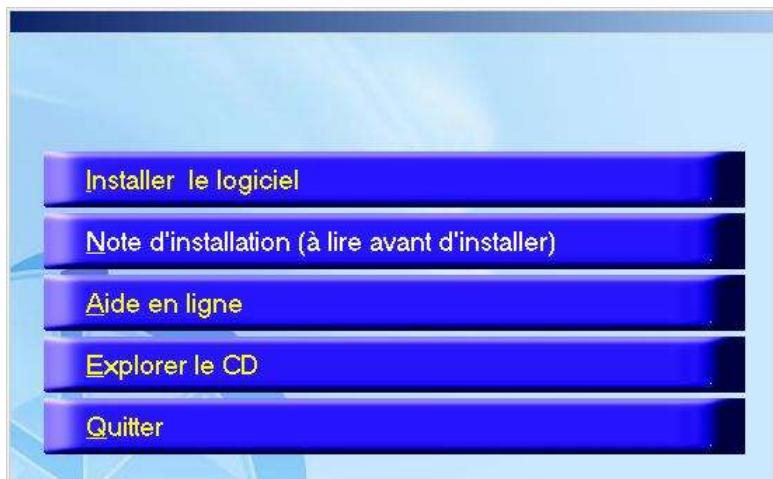 Installer le logiciel
Note d'installation (à lire avant d'installer)
Aide en ligne
Explorer le CD
Quitter